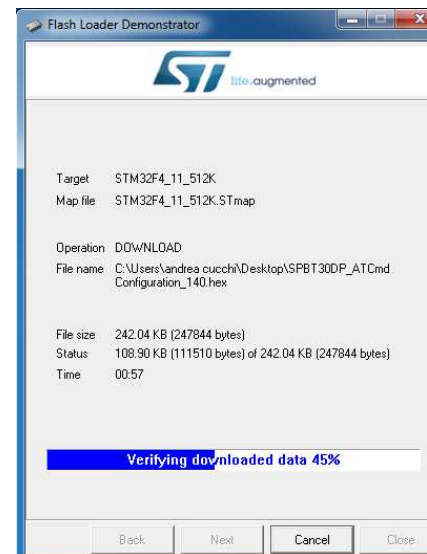 Flash Loader Demonstrator
life.augmented
Target STM32F4_11_512K
Map file STM32F4_11_512K.STmap
Operation DOWNLOAD
File name C:\Users\andrea cucchi\Desktop\SPBT30DP_ATCmd
Configuration_140.hex
File size 242.04 KB (247844 bytes)
Status 108.90 KB (111510 bytes) of 242.04 KB (247844 bytes)
Time 00:57
Verifying downloaded data 45%
Back Next Cancel Close